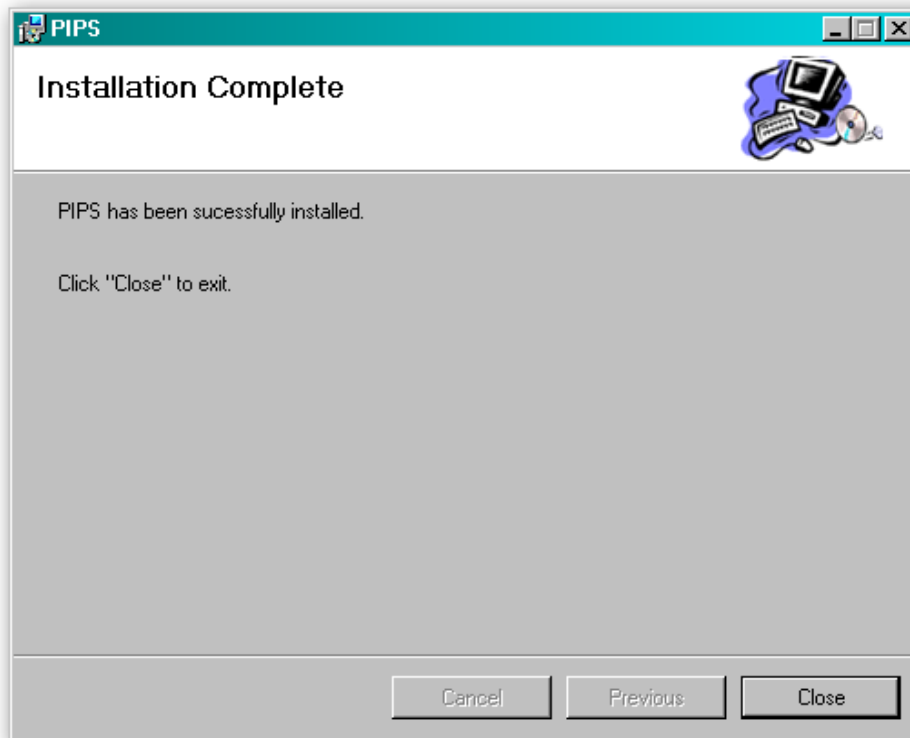 PIPS
Installation Complete
PIPS has been sucessfully installed.
Click "Close" to exit.
Cancel
Previous
Close